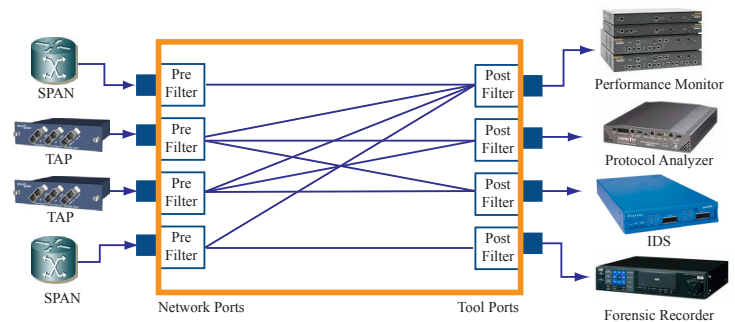 SPAN
TAP
TAP
SPAN
Pre
Filter
Pre
Filter
Pre
Filter
Pre
Filter
Network Ports
Post
Filter
Post
Filter
Post
Filter
Post
Filter
Tool Ports
Performance Monitor
Protocol Analyzer
IDS
Forensic Recorder